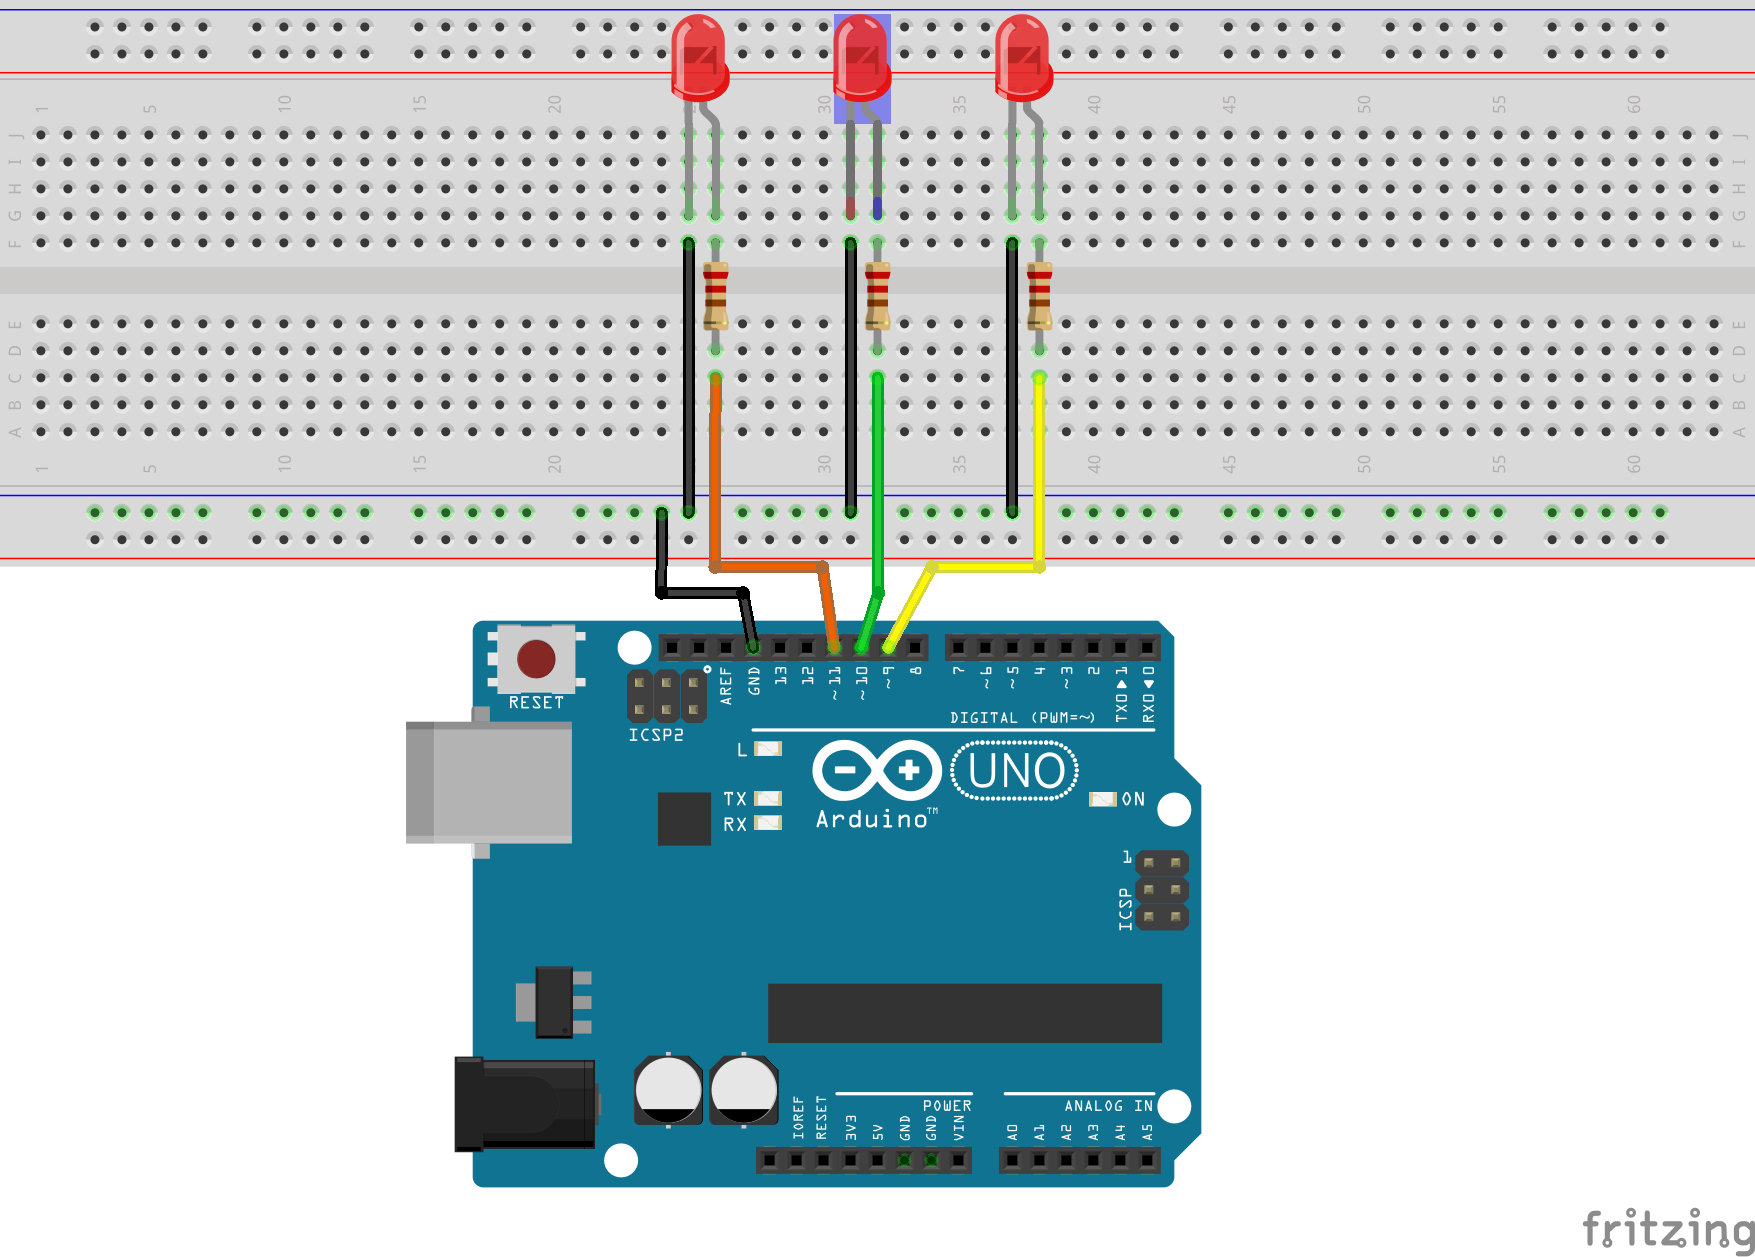 1 5 10 15 20 30 35 40 45 50 55 60
J J
I I
H H
G G
F F
E E
D D
C C
B B
A A
1 5 10 15 20 30 35 40 45 50 55 60
RESET
ICSP2
AREF GND 13 12 ~11 ~10 ~9 8 7 ~6 ~5 4 ~3 2 TX0▶1 RX0◀0
DIGITAL (PWM=~)
L
TX
RX
UNO
Arduino™
ON
1
ICSP
POWER
ANALOG IN
IOREF RESET 3V3 5V GND GND VIN A0 A1 A2 A3 A4 A5
fritzing